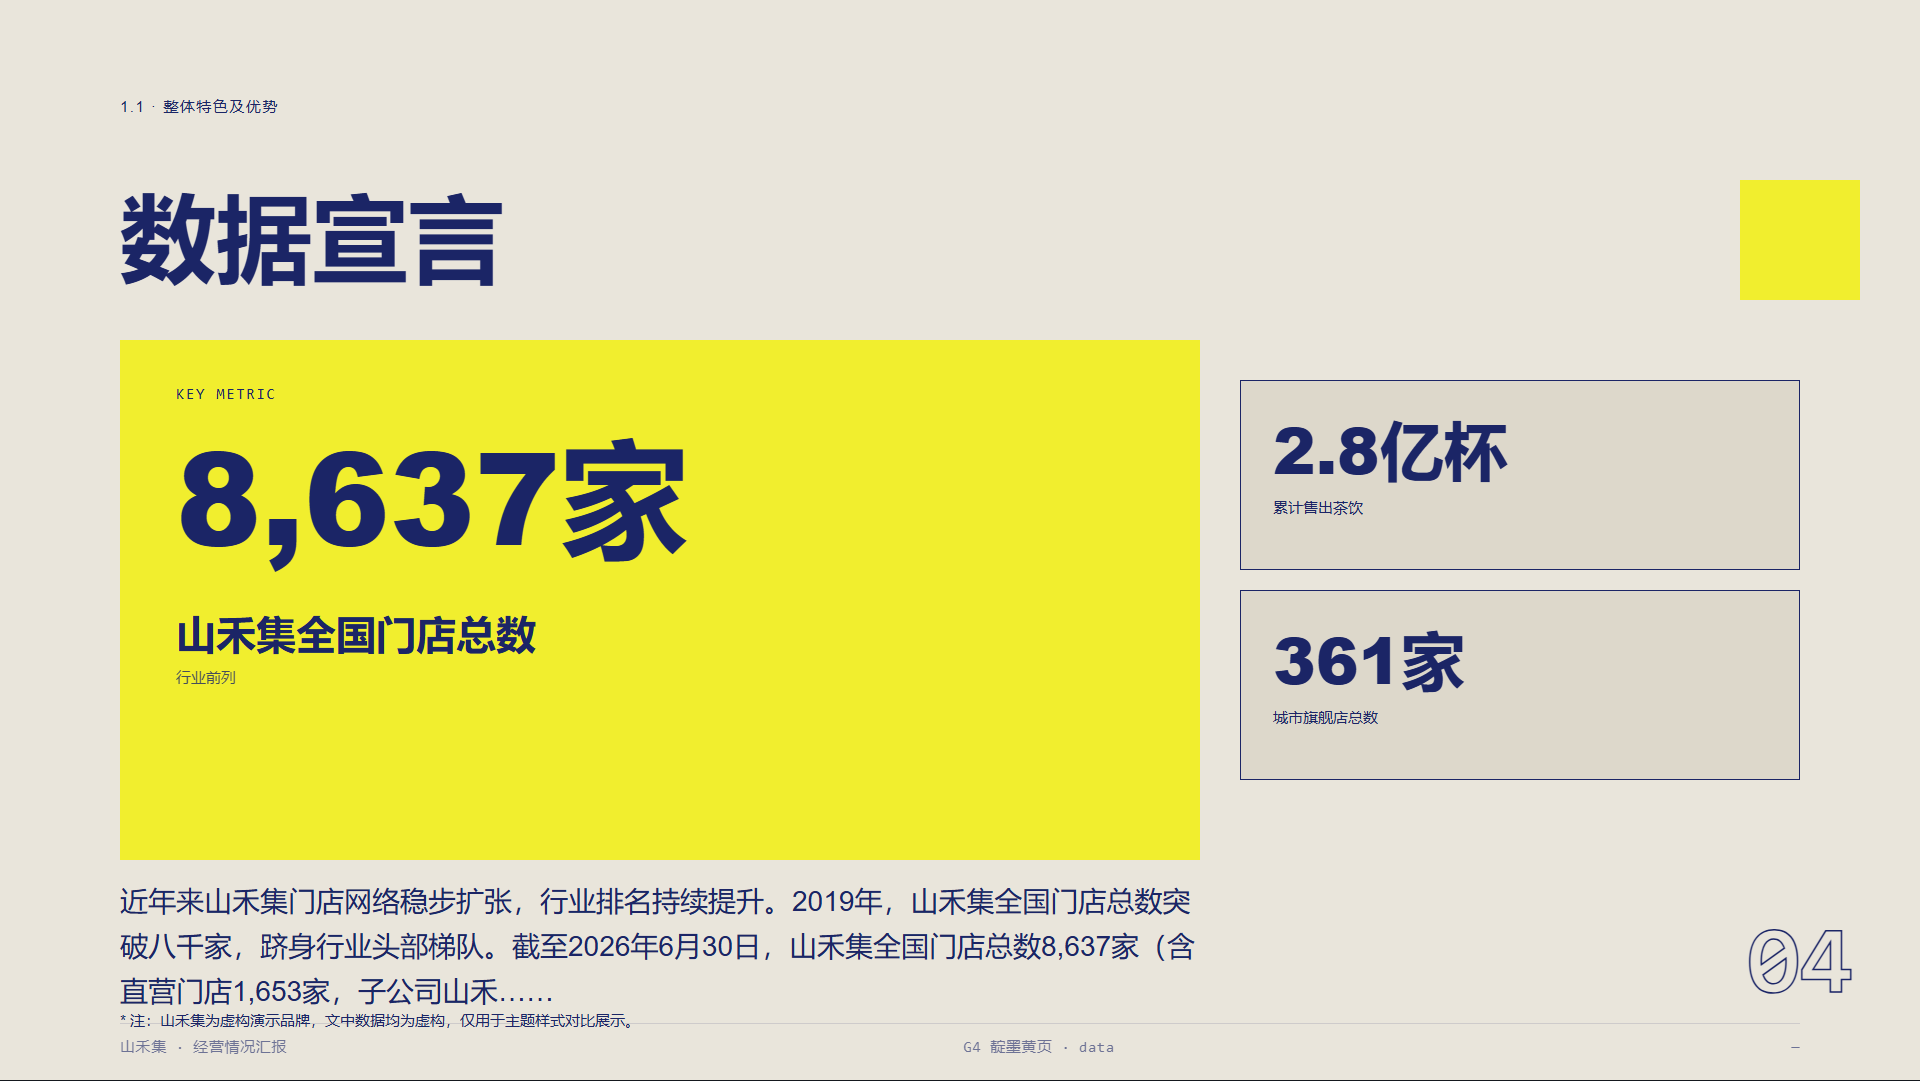 1.1 · 整体特色及优势
数据宣言
KEY METRIC
8,637家
山禾集全国门店总数
行业前列
2.8亿杯
累计售出茶饮
361家
城市旗舰店总数
近年来山禾集门店网络稳步扩张，行业排名持续提升。2019年，山禾集全国门店总数突
破八千家，跻身行业头部梯队。截至2026年6月30日，山禾集全国门店总数8,637家（含
直营门店1,653家，子公司山禾……
* 注：山禾集为虚构演示品牌，文中数据均为虚构，仅用于主题样式对比展示。
04
山禾集 · 经营情况汇报
G4 靛墨黄页 · data
—